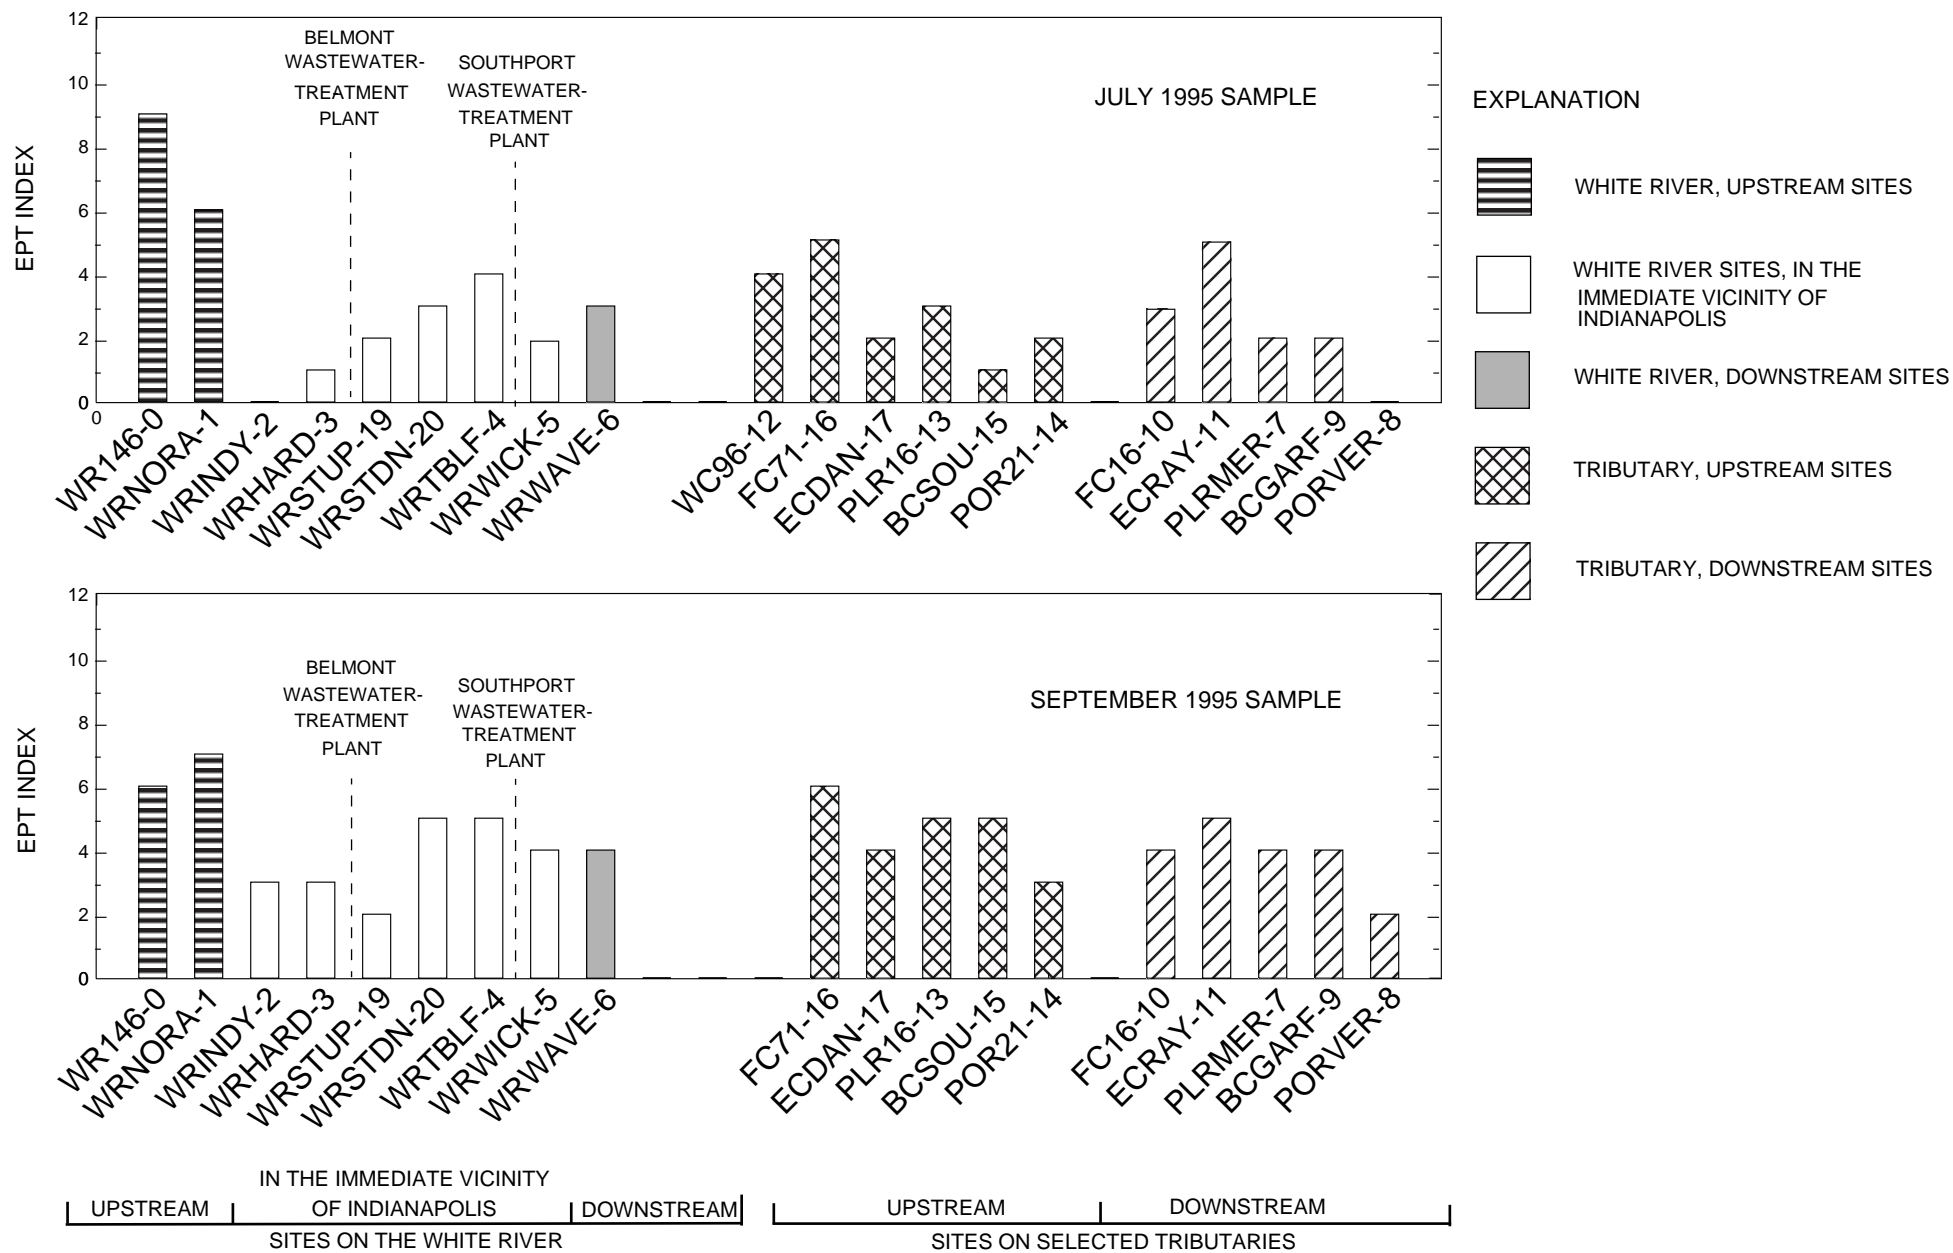 BELMONT
WASTEWATER-
TREATMENT
PLANT
SOUTHPORT
WASTEWATER-
TREATMENT
PLANT
JULY 1995 SAMPLE
EPT INDEX
12
10
8
6
4
2
0
0
WR146-0
WRNORA-1
WRINDY-2
WRHARD-3
WRSTUP-19
WRSTDN-20
WRTBLF-4
WRWICK-5
WRWAVE-6
WC96-12
FC71-16
ECDAN-17
PLR16-13
BCSOU-15
POR21-14
FC16-10
ECRAY-11
PLRMER-7
BCGARF-9
PORVER-8
EXPLANATION
WHITE RIVER, UPSTREAM SITES
WHITE RIVER SITES, IN THE
IMMEDIATE VICINITY OF
INDIANAPOLIS
WHITE RIVER, DOWNSTREAM SITES
TRIBUTARY, UPSTREAM SITES
TRIBUTARY, DOWNSTREAM SITES
BELMONT
WASTEWATER-
TREATMENT
PLANT
SOUTHPORT
WASTEWATER-
TREATMENT
PLANT
SEPTEMBER 1995 SAMPLE
EPT INDEX
12
10
8
6
4
2
0
WR146-0
WRNORA-1
WRINDY-2
WRHARD-3
WRSTUP-19
WRSTDN-20
WRTBLF-4
WRWICK-5
WRWAVE-6
FC71-16
ECDAN-17
PLR16-13
BCSOU-15
POR21-14
FC16-10
ECRAY-11
PLRMER-7
BCGARF-9
PORVER-8
UPSTREAM
IN THE IMMEDIATE VICINITY
OF INDIANAPOLIS
DOWNSTREAM
SITES ON THE WHITE RIVER
UPSTREAM
DOWNSTREAM
SITES ON SELECTED TRIBUTARIES